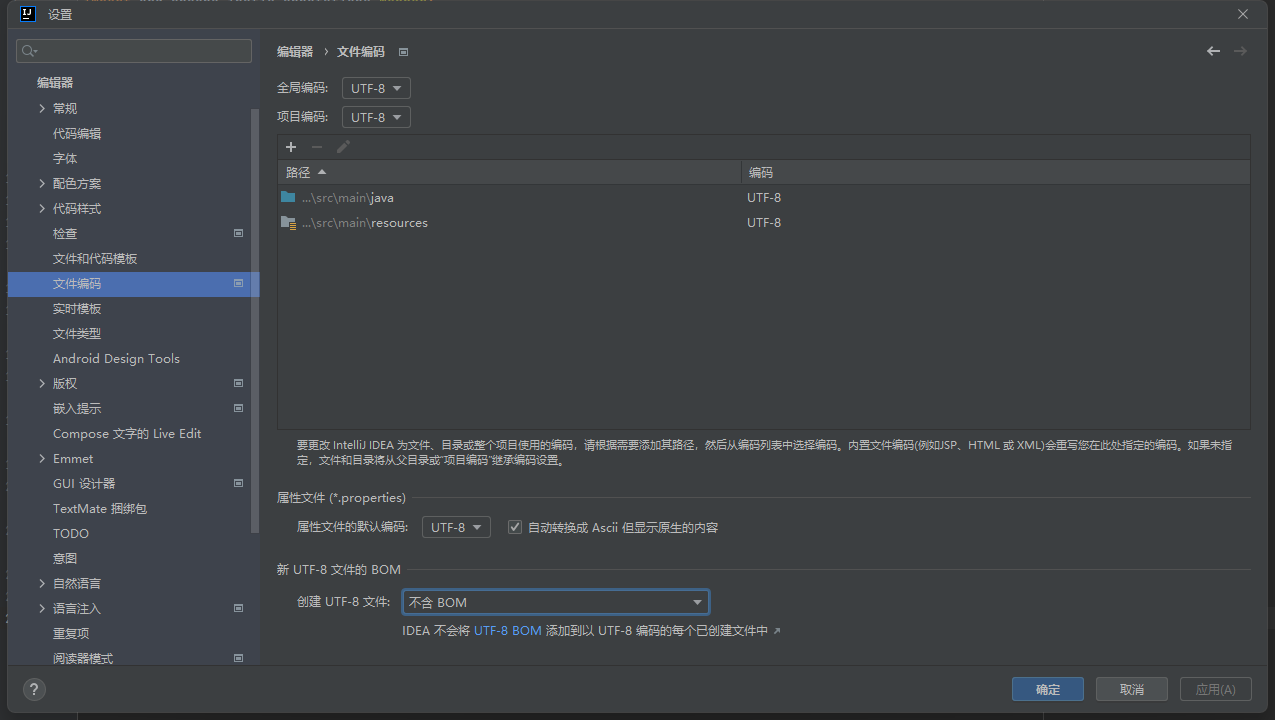 设置
编辑器
常规
代码编辑
字体
配色方案
代码样式
检查
文件和代码模板
文件编码
实时模板
文件类型
Android Design Tools
版权
嵌入提示
Compose 文字的 Live Edit
Emmet
GUI 设计器
TextMate 捆绑包
TODO
意图
自然语言
语言注入
重复项
阅读器模式
编辑器 › 文件编码
全局编码: UTF-8
项目编码: UTF-8
路径 编码
...\src\main\java UTF-8
...\src\main\resources UTF-8
要更改 IntelliJ IDEA 为文件、目录或整个项目使用的编码，请根据需要添加其路径，然后从编码列表中选择编码。内置文件编码(例如JSP、HTML 或 XML)会重写您在此处指定的编码。如果未指
定，文件和目录将从父目录或"项目编码"继承编码设置。
属性文件 (*.properties)
属性文件的默认编码: UTF-8 自动转换成 Ascii 但显示原生的内容
新 UTF-8 文件的 BOM
创建 UTF-8 文件: 不含 BOM
IDEA 不会将 UTF-8 BOM 添加到以 UTF-8 编码的每个已创建文件中 ↗
? 确定 取消 应用(A)